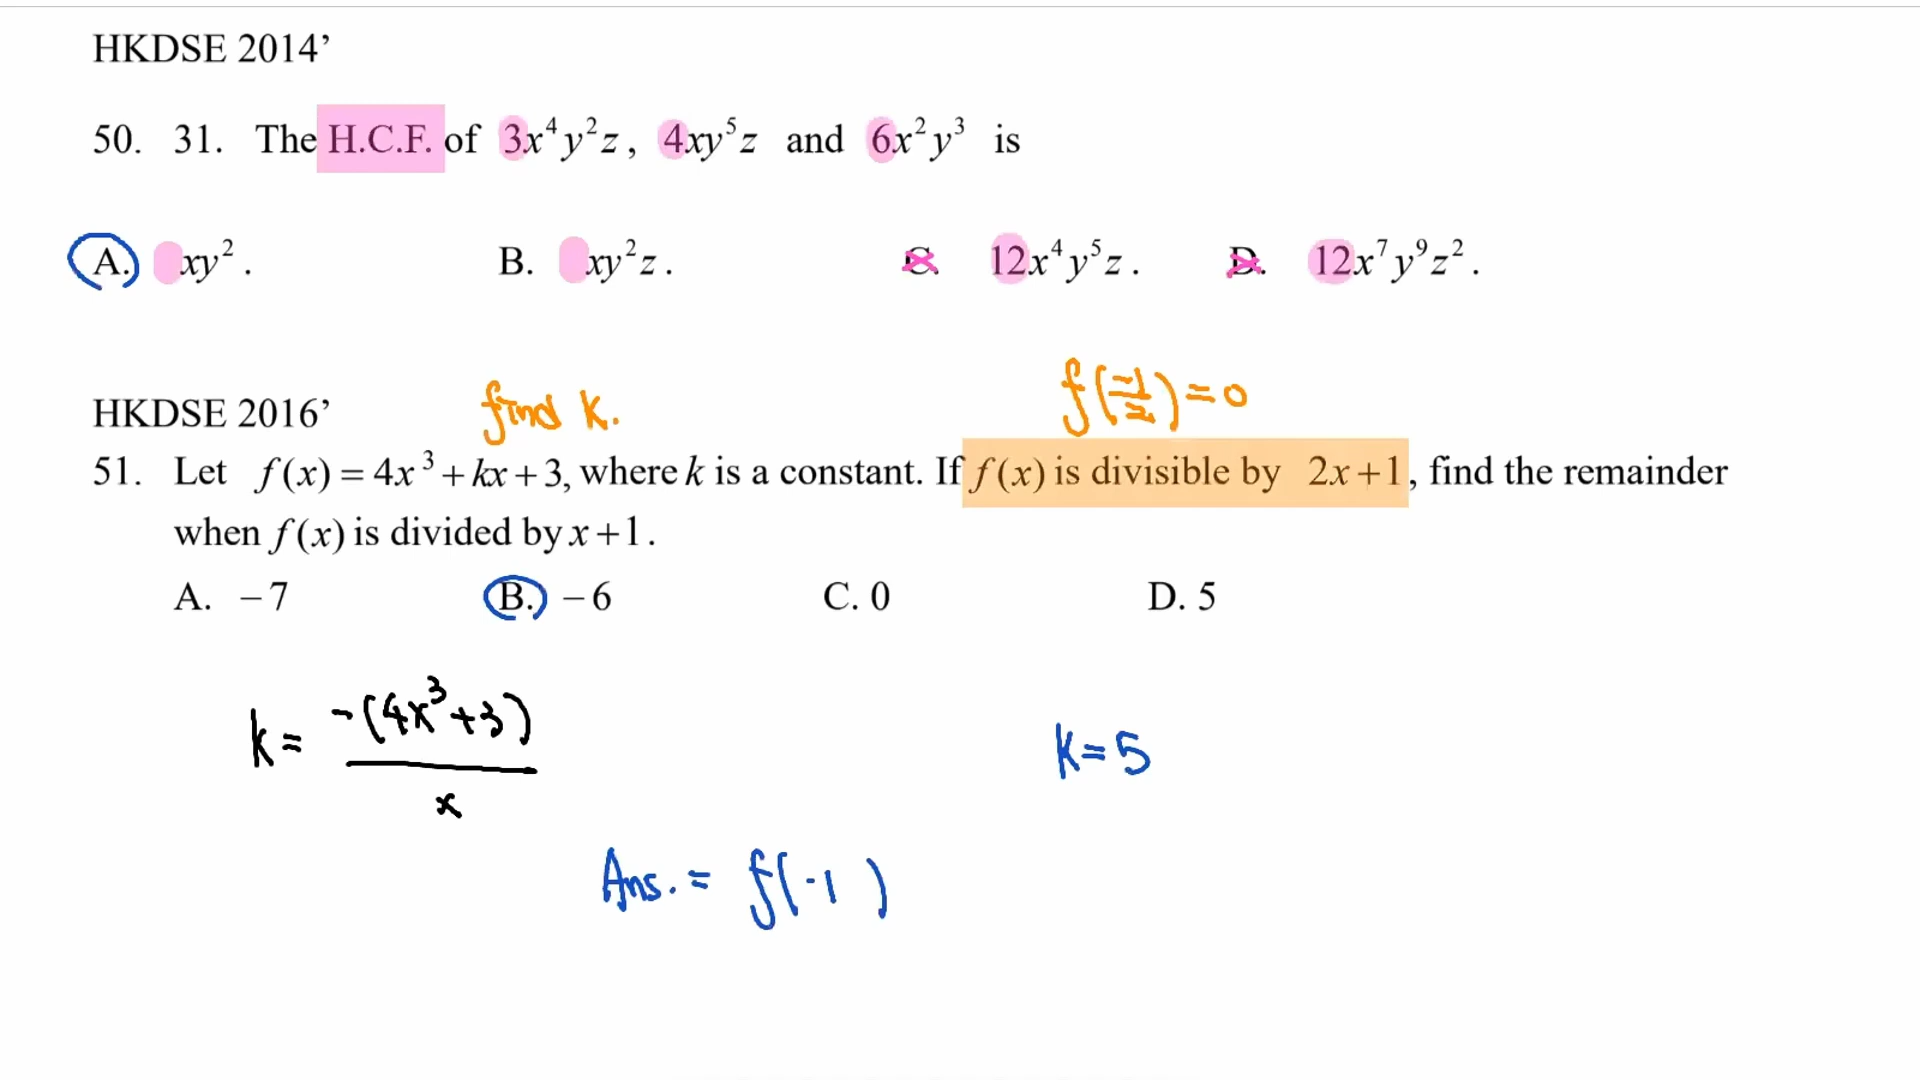 HKDSE 2014’
50. 31. The H.C.F. of 3x⁴y²z, 4xy⁵z and 6x²y³ is
A. xy². B. xy²z. C. 12x⁴y⁵z. D. 12x⁷y⁹z².
f(-1/2)=0
HKDSE 2016’ find k.
51. Let f(x)=4x³+kx+3, where k is a constant. If f(x) is divisible by 2x+1, find the remainder
when f(x) is divided by x+1.
A. −7 B. −6 C. 0 D. 5
k= -(4x³+3)/x k=5
Ans.= f(-1)